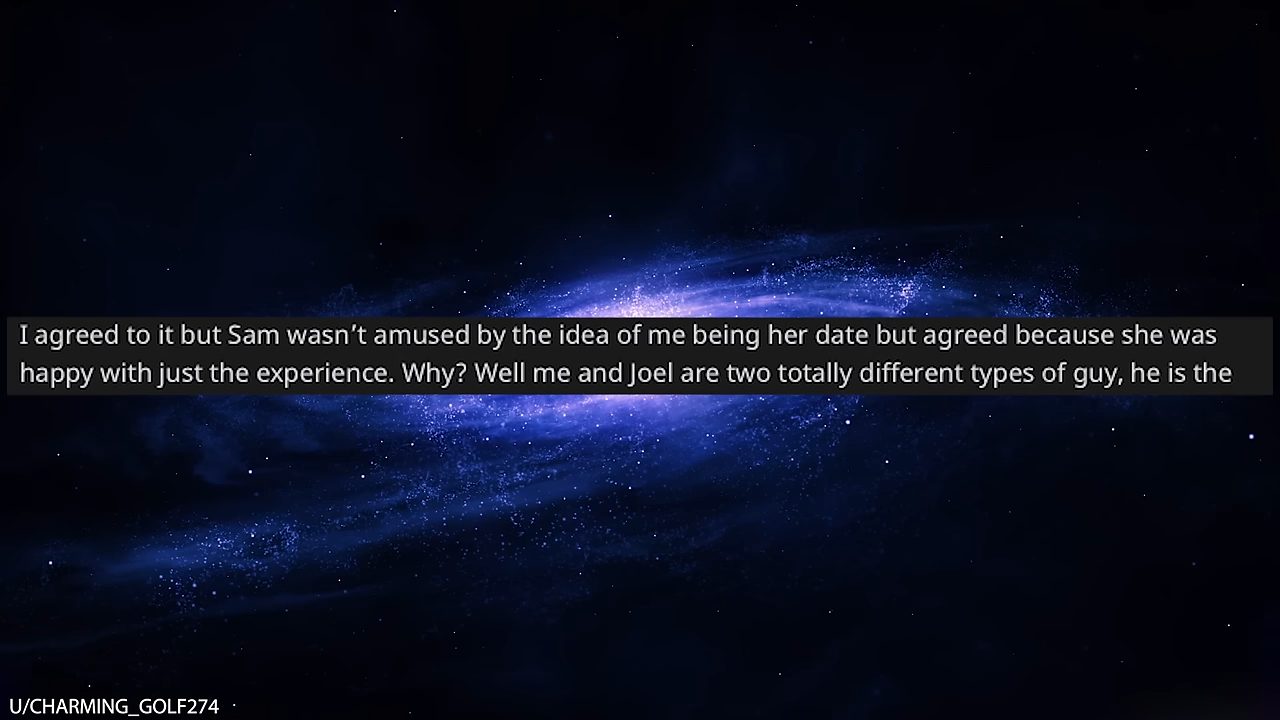 I agreed to it but Sam wasn’t amused by the idea of me being her date but agreed because she was
happy with just the experience. Why? Well me and Joel are two totally different types of guy, he is the
U/CHARMING_GOLF274